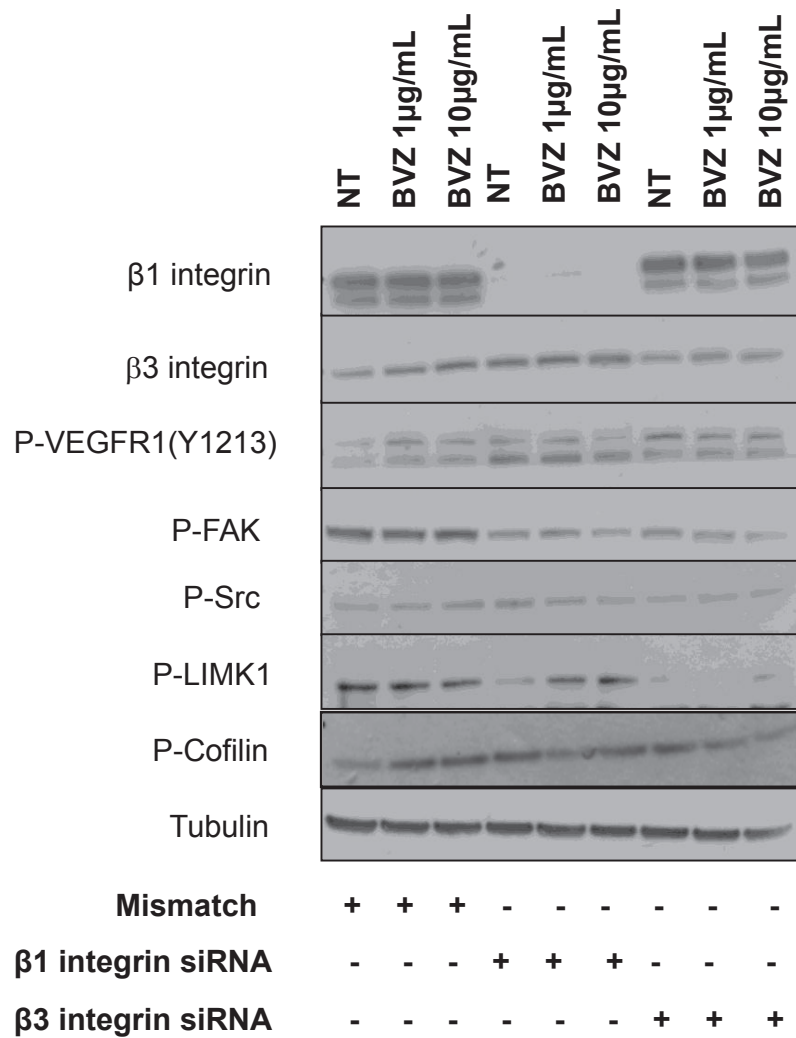 NT BVZ 1µg/mL BVZ 10µg/mL NT BVZ 1µg/mL BVZ 10µg/mL NT BVZ 1µg/mL BVZ 10µg/mL
β1 integrin
β3 integrin
P-VEGFR1(Y1213)
P-FAK
P-Src
P-LIMK1
P-Cofilin
Tubulin
Mismatch + + + - - - - - -
β1 integrin siRNA - - - + + + - - -
β3 integrin siRNA - - - - - - + + +